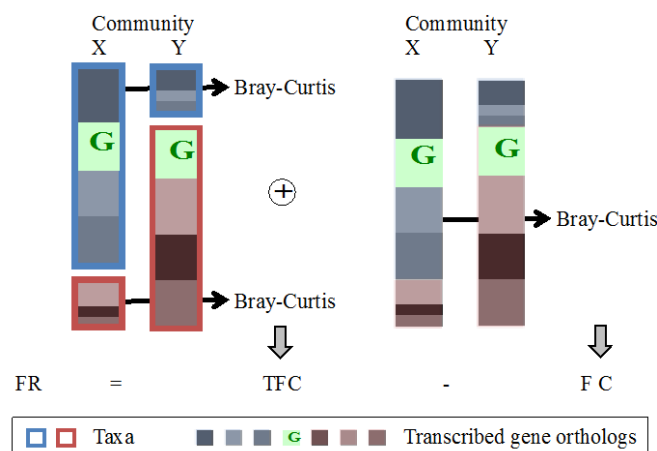 Community Community
X Y X Y
Bray-Curtis
G G G G
Bray-Curtis
+
Bray-Curtis
FR = TFC - F C
Taxa G Transcribed gene orthologs